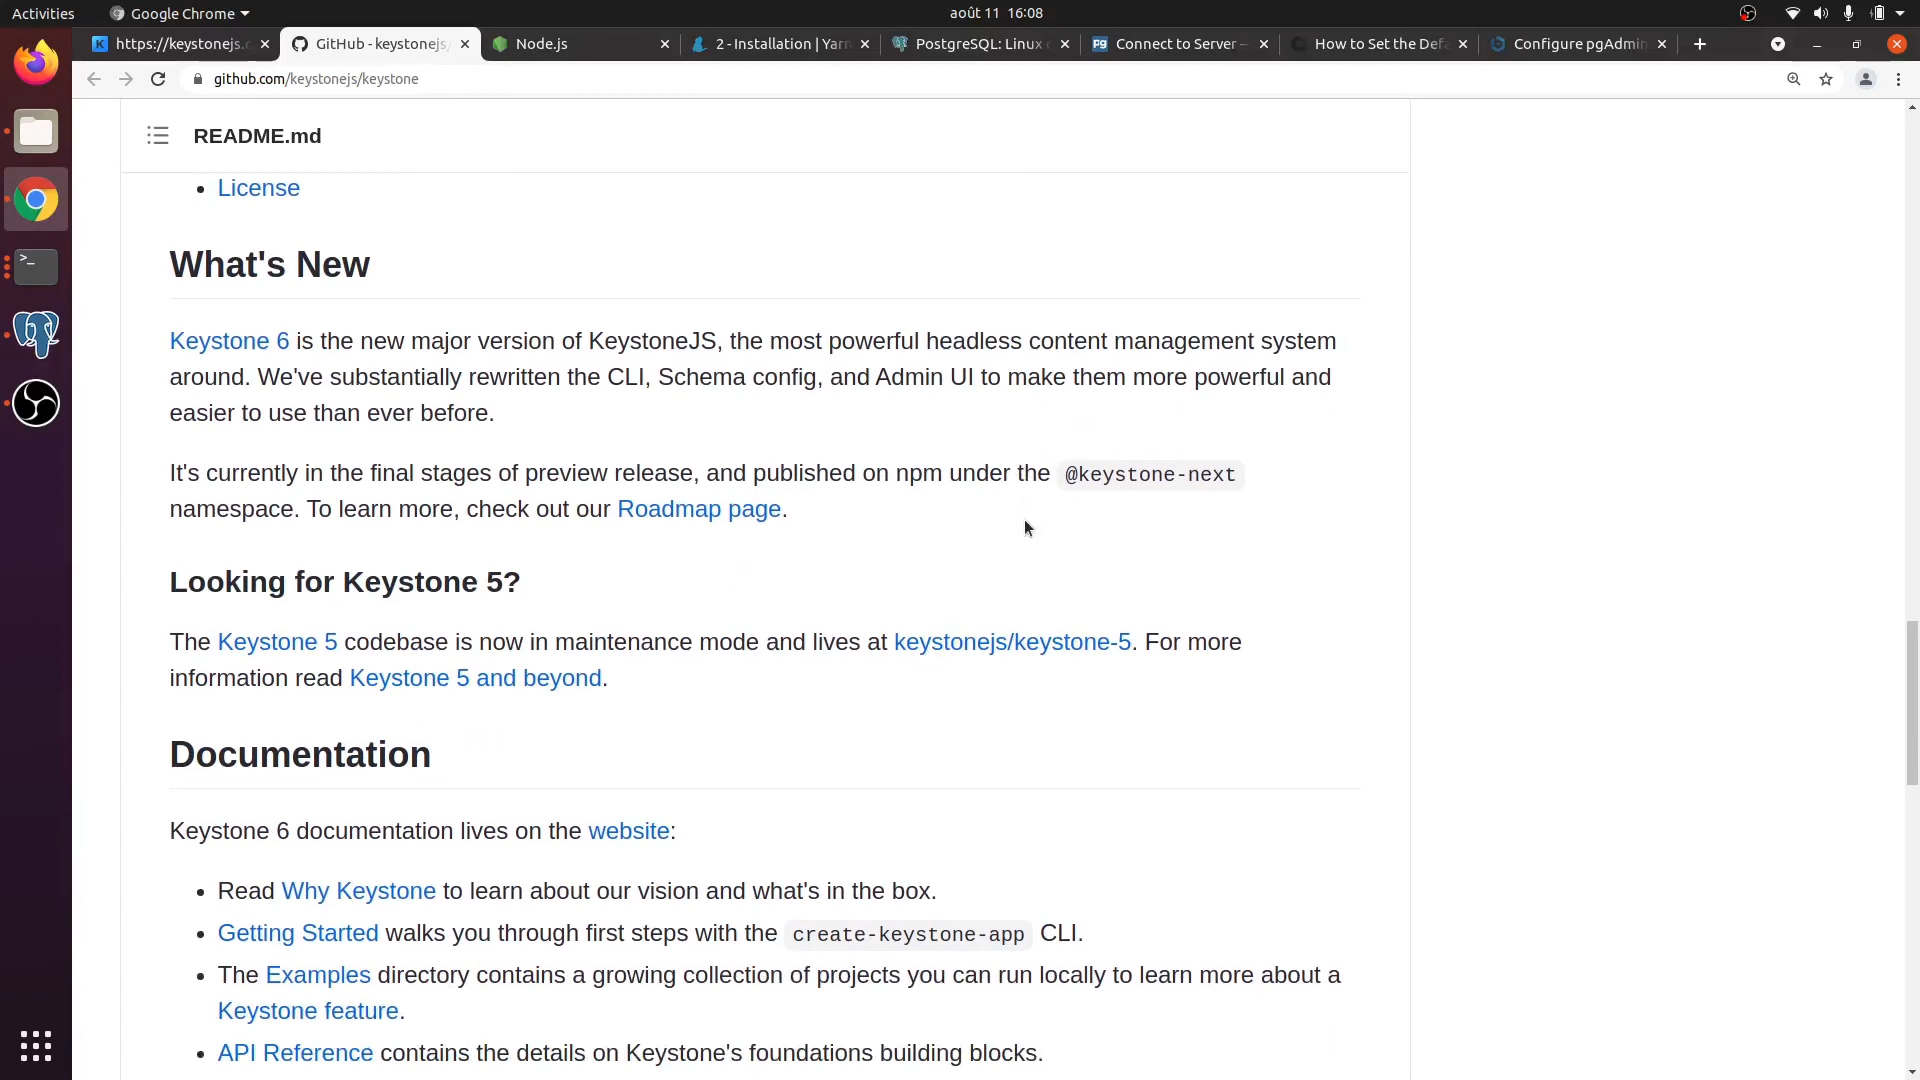 Activities
Google Chrome
août 11 16:08
https://keystonejs.c
GitHub - keystonejs/
Node.js
2 - Installation | Yarn
PostgreSQL: Linux
Connect to Server –
How to Set the Defa
Configure pgAdmin
github.com/keystonejs/keystone
README.md
License
What's New
Keystone 6 is the new major version of KeystoneJS, the most powerful headless content management system
around. We've substantially rewritten the CLI, Schema config, and Admin UI to make them more powerful and
easier to use than ever before.
It's currently in the final stages of preview release, and published on npm under the @keystone-next
namespace. To learn more, check out our Roadmap page.
Looking for Keystone 5?
The Keystone 5 codebase is now in maintenance mode and lives at keystonejs/keystone-5. For more
information read Keystone 5 and beyond.
Documentation
Keystone 6 documentation lives on the website:
• Read Why Keystone to learn about our vision and what's in the box.
• Getting Started walks you through first steps with the create-keystone-app CLI.
• The Examples directory contains a growing collection of projects you can run locally to learn more about a
Keystone feature.
• API Reference contains the details on Keystone's foundations building blocks.